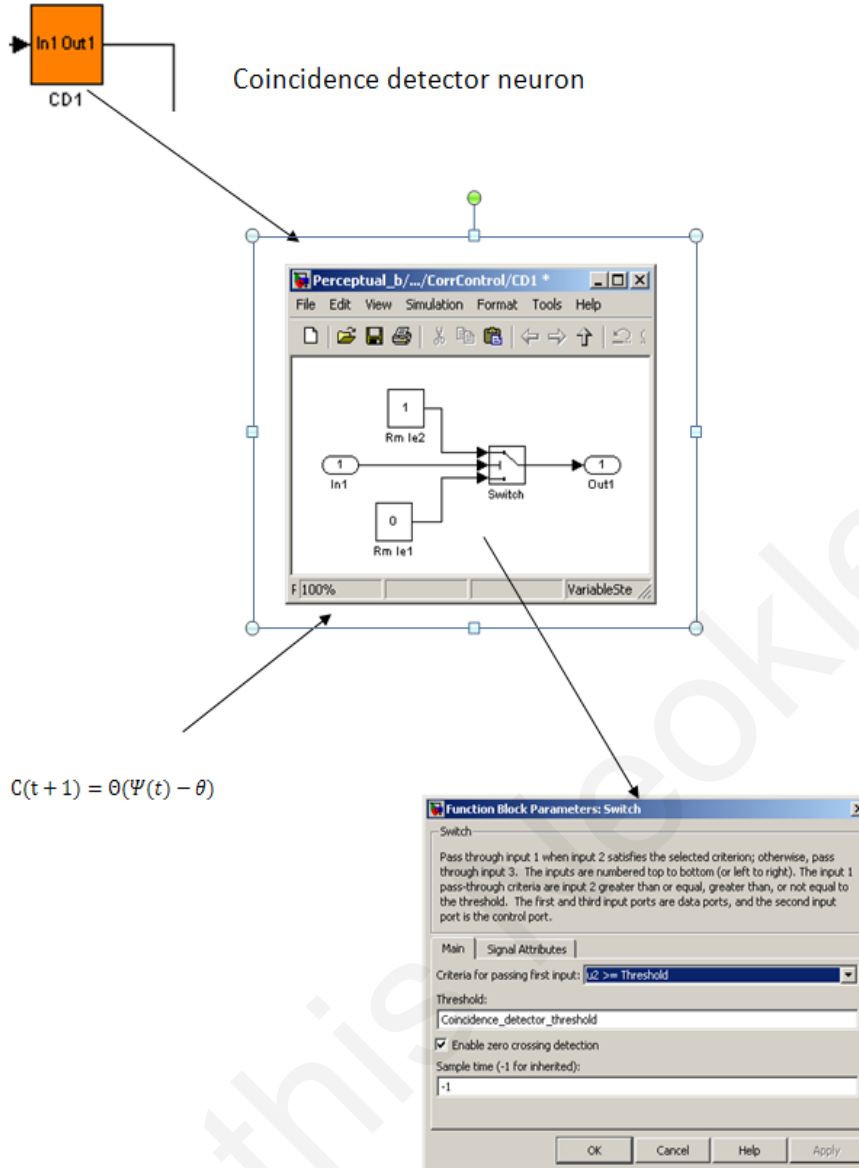 In1 Out1
CD1
Coincidence detector neuron
Perceptual_b/.../CorrControl/CD1 *
File Edit View Simulation Format Tools Help
1
Rm Ie2
1
In1
Switch
1
Out1
0
Rm Ie1
100%
VariableSte
C(t + 1) = Θ(Ψ(t) − θ)
Function Block Parameters: Switch
Switch
Pass through input 1 when input 2 satisfies the selected criterion; otherwise, pass
through input 3. The inputs are numbered top to bottom (or left to right). The input 1
pass-through criteria are input 2 greater than or equal, greater than, or not equal to
the threshold. The first and third input ports are data ports, and the second input
port is the control port.
Main Signal Attributes
Criteria for passing first input: u2 >= Threshold
Threshold:
Coincidence_detector_threshold
Enable zero crossing detection
Sample time (-1 for inherited):
-1
OK Cancel Help Apply